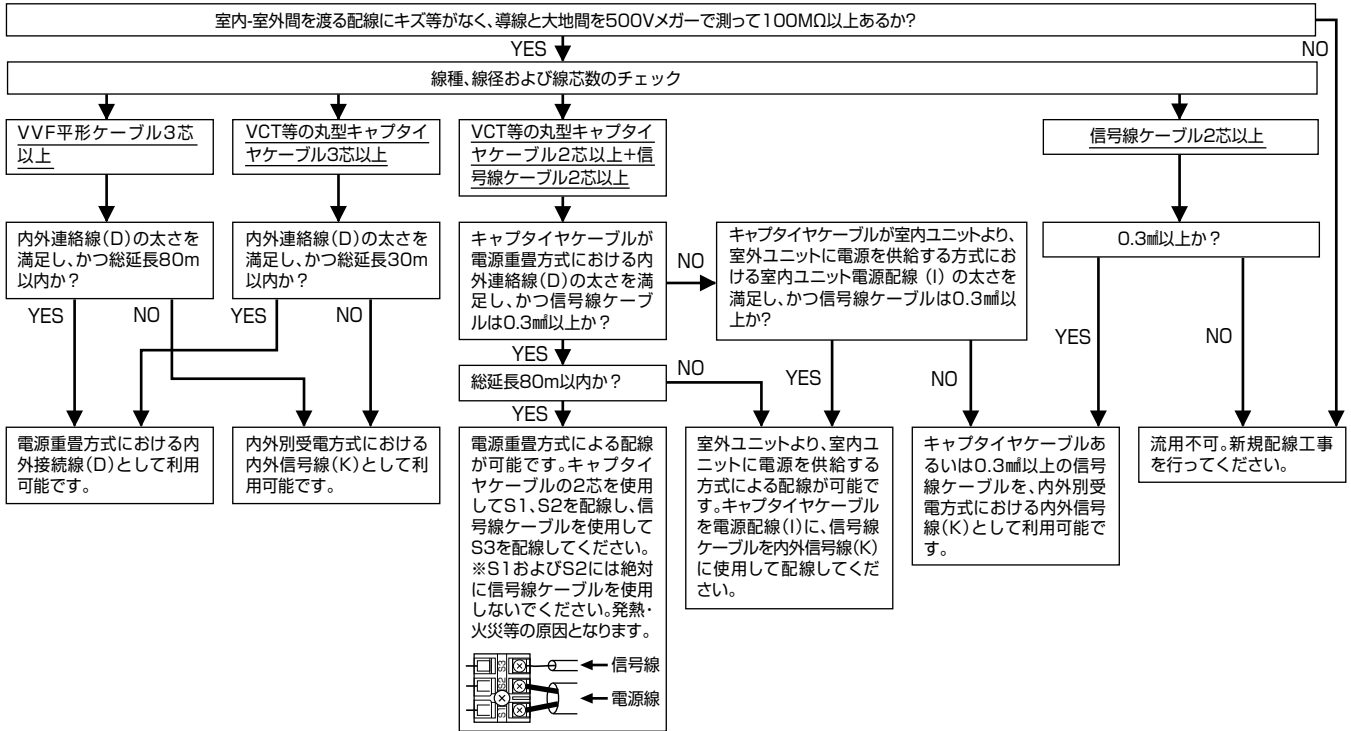 室内-室外間を渡る配線にキズ等がなく、導線と大地間を500Vメガーで測って100MΩ以上あるか?
YES
NO
線種、線径および線芯数のチェック
VVF平形ケーブル3芯
以上
VCT等の丸型キャプタイ
ヤケーブル3芯以上
VCT等の丸型キャプタイ
ヤケーブル2芯以上+信
号線ケーブル2芯以上
信号線ケーブル2芯以上
内外連絡線(D)の太さを
満足し、かつ総延長80m
以内か?
内外連絡線(D)の太さを
満足し、かつ総延長30m
以内か?
キャプタイヤケーブルが
電源重畳方式における内
外連絡線(D)の太さを満
足し、かつ信号線ケーブ
ルは0.3㎟以上か?
NO
キャプタイヤケーブルが室内ユニットより、
室外ユニットに電源を供給する方式にお
ける室内ユニット電源配線 (I) の太さを
満足し、かつ信号線ケーブルは0.3㎟以
上か?
0.3㎟以上か?
YES
NO
YES
NO
YES
総延長80m以内か?
NO
YES
YES
NO
YES
NO
電源重畳方式における内
外接続線(D)として利用
可能です。
内外別受電方式における
内外信号線(K)として利
用可能です。
電源重畳方式による配線
が可能です。キャプタイ
ヤケーブルの2芯を使用
してS1、S2を配線し、信
号線ケーブルを使用して
S3を配線してください。
※S1およびS2には絶対
に信号線ケーブルを使用
しないでください。発熱・
火災等の原因となります。
S3
S2
S1
信号線
電源線
室外ユニットより、室内ユ
ニットに電源を供給する
方式による配線が可能で
す。キャプタイヤケーブル
を電源配線(I)に、信号線
ケーブルを内外信号線(K)
に使用して配線してくだ
さい。
キャプタイヤケーブルあ
るいは0.3㎟以上の信号
線ケーブルを、内外別受
電方式における内外信号
線(K)として利用可能で
す。
流用不可。新規配線工事
を行ってください。